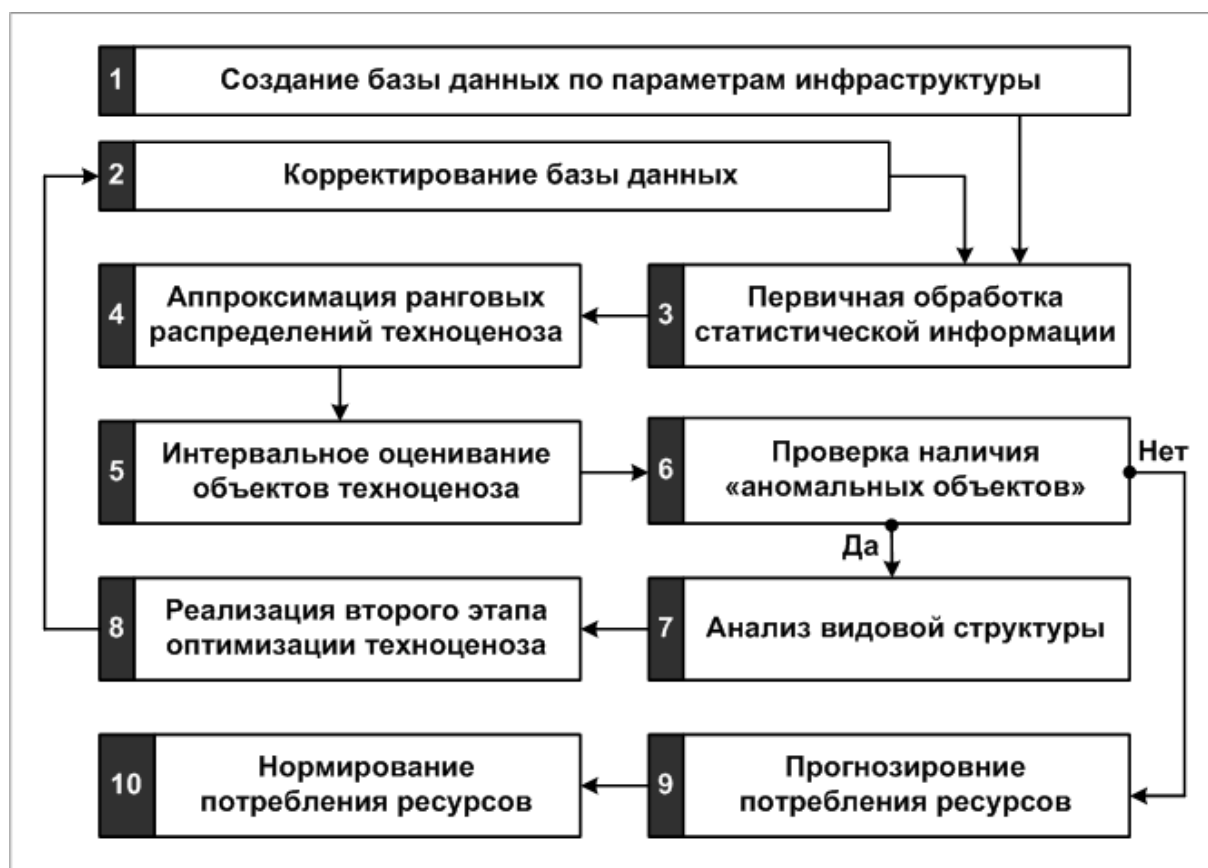 1
Создание базы данных по параметрам инфраструктуры
2
Корректирование базы данных
3
Первичная обработка
статистической информации
4
Аппроксимация ранговых
распределений техноценоза
5
Интервальное оценивание
объектов техноценоза
6
Проверка наличия
«аномальных объектов»
Нет
Да
7
Анализ видовой структуры
8
Реализация второго этапа
оптимизации техноценоза
9
Прогнозировние
потребления ресурсов
10
Нормирование
потребления ресурсов